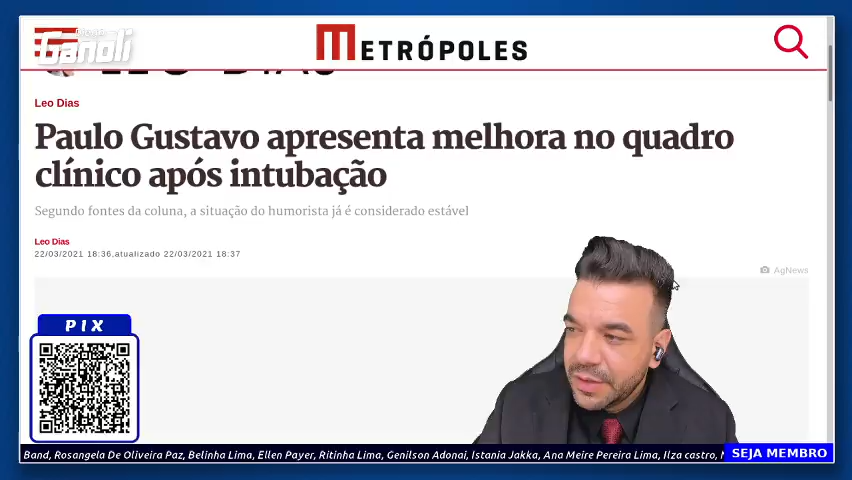 Ganoli
METRÓPOLES
Leo Dias
Paulo Gustavo apresenta melhora no quadro
clínico após intubação
Segundo fontes da coluna, a situação do humorista já é considerado estável
Leo Dias
22/03/2021 18:36,atualizado 22/03/2021 18:37
AgNews
PIX
Band, Rosangela De Oliveira Paz, Belinha Lima, Ellen Payer, Ritinha Lima, Genilson Adonai, Istania Jakka, Ana Meire Pereira Lima, Ilza castro,
SEJA MEMBRO